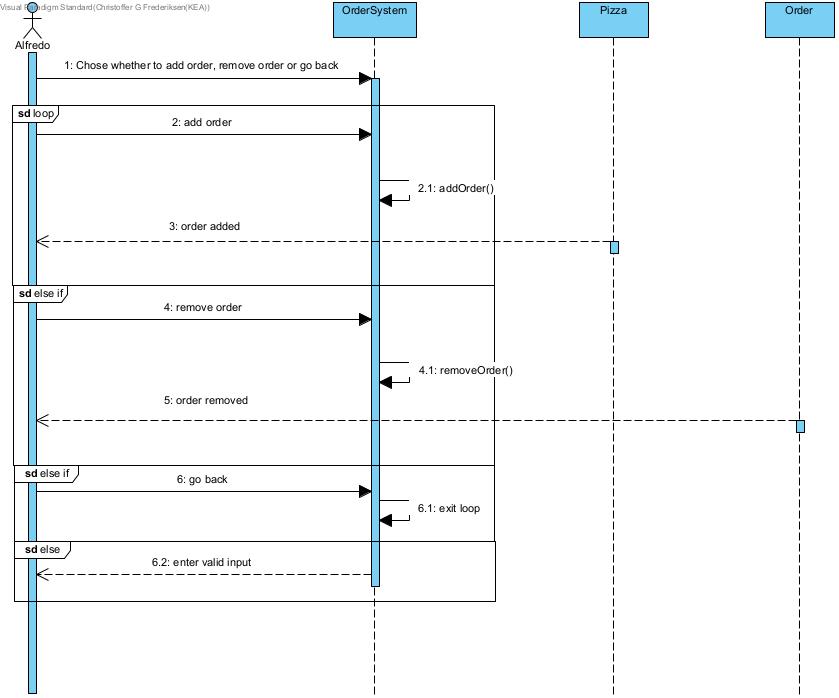 Visual Paradigm Standard(Christoffer G Frederiksen(KEA))
OrderSystem
Pizza
Order
Alfredo
1: Chose whether to add order, remove order or go back
sd loop
2: add order
2.1: addOrder()
3: order added
sd else if
4: remove order
4.1: removeOrder()
5: order removed
sd else if
6: go back
6.1: exit loop
sd else
6.2: enter valid input